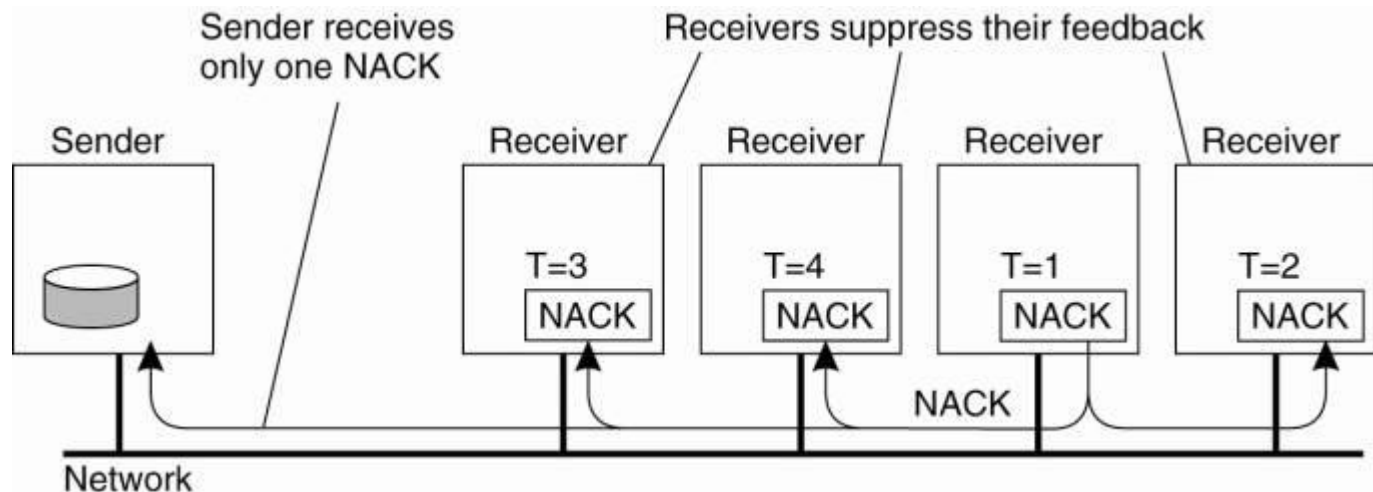 Sender receives
only one NACK
Receivers suppress their feedback
Sender
Receiver
Receiver
Receiver
Receiver
T=3
NACK
T=4
NACK
T=1
NACK
T=2
NACK
NACK
Network